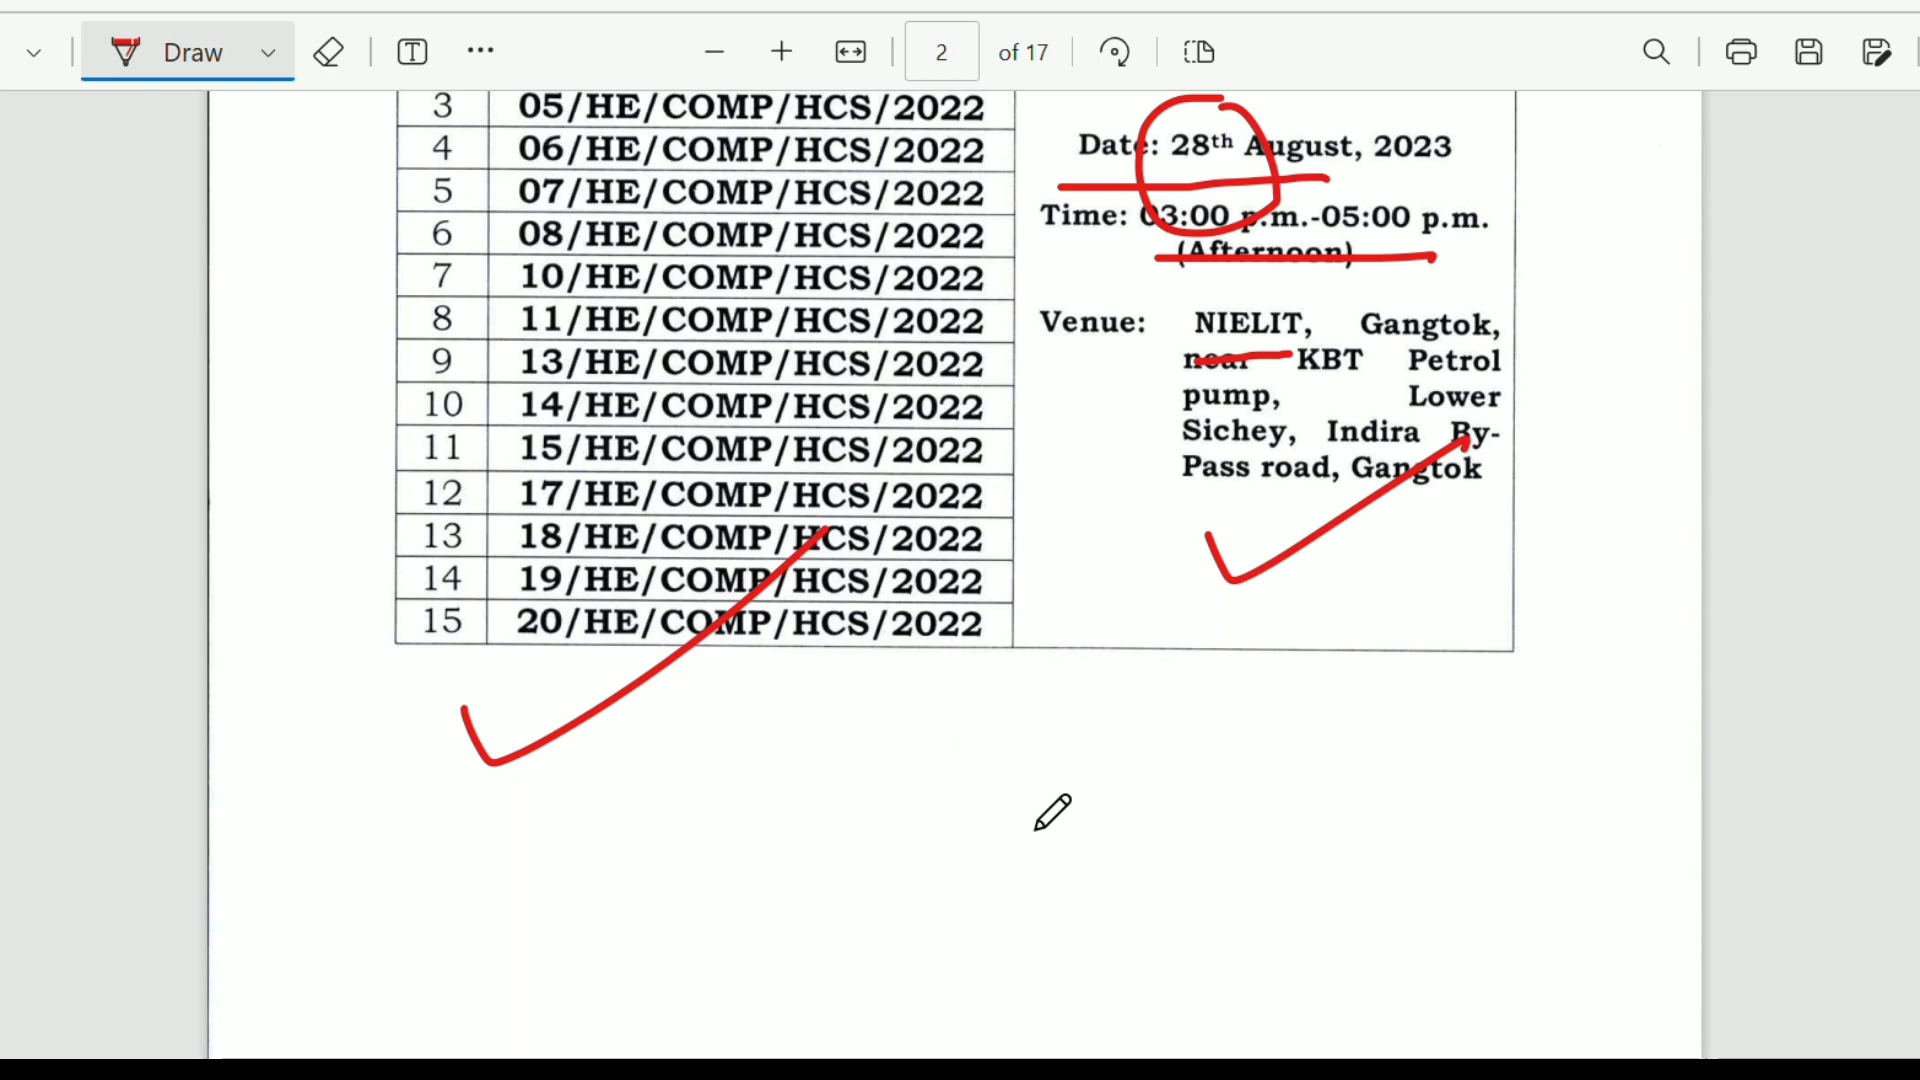 Draw
2 of 17
3 05/HE/COMP/HCS/2022
4 06/HE/COMP/HCS/2022
5 07/HE/COMP/HCS/2022
6 08/HE/COMP/HCS/2022
7 10/HE/COMP/HCS/2022
8 11/HE/COMP/HCS/2022
9 13/HE/COMP/HCS/2022
10 14/HE/COMP/HCS/2022
11 15/HE/COMP/HCS/2022
12 17/HE/COMP/HCS/2022
13 18/HE/COMP/HCS/2022
14 19/HE/COMP/HCS/2022
15 20/HE/COMP/HCS/2022
Date: 28th August, 2023
Time: 03:00 p.m.-05:00 p.m.
(Afternoon)
Venue: NIELIT, Gangtok,
near KBT Petrol
pump, Lower
Sichey, Indira By-
Pass road, Gangtok